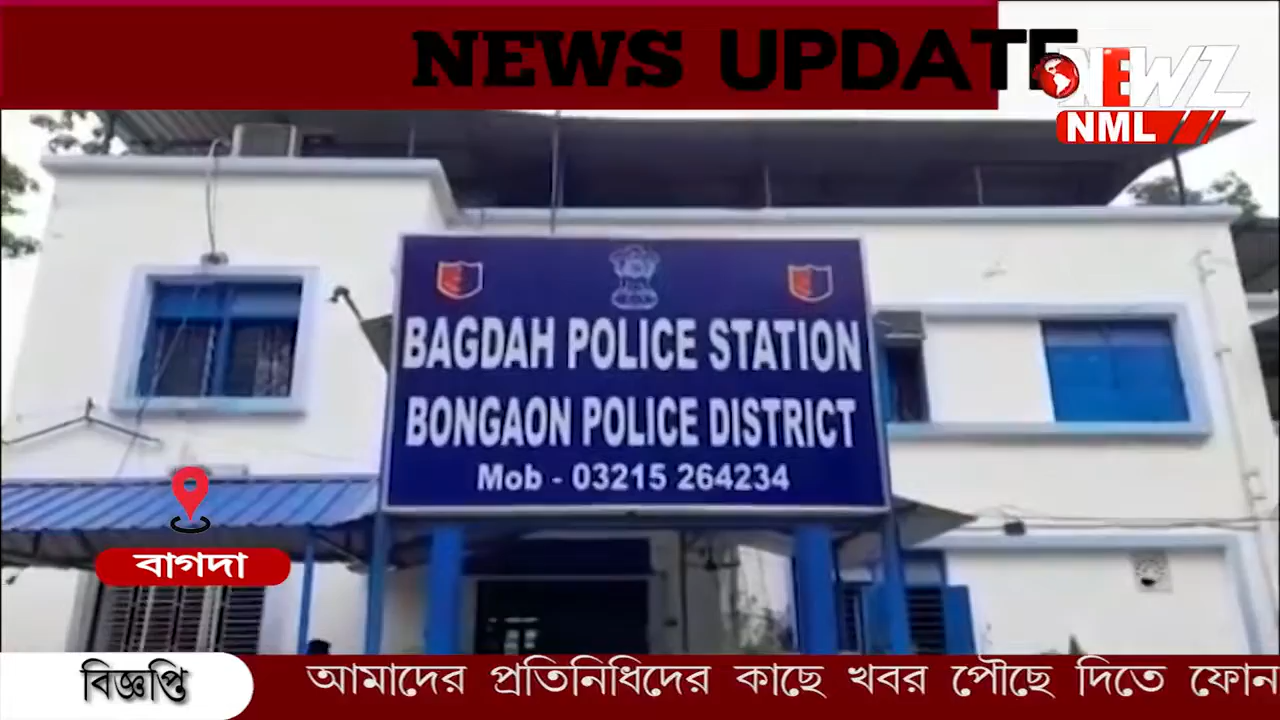 NEWS UPDATE
NEWZ
NML
BAGDAH POLICE STATION
BONGAON POLICE DISTRICT
Mob - 03215 264234
বাগদা
বিজ্ঞপ্তি
আমাদের প্রতিনিধিদের কাছে খবর পৌছে দিতে ফোন